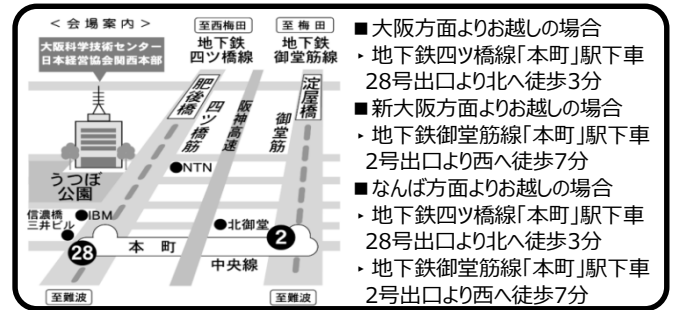 ＜会場案内＞
大阪科学技術センター
日本経営協会関西本部
至西梅田
地下鉄
四ツ橋線
至梅田
地下鉄
御堂筋線
肥後橋
四ツ橋筋
阪神高速
御堂筋
淀屋橋
●NTN
うつぼ
公園
信濃橋
三井ビル
●IBM
●北御堂
28
本町
2
中央線
至難波
至難波
■大阪方面よりお越しの場合
‣ 地下鉄四ツ橋線「本町」駅下車
28号出口より北へ徒歩3分
■新大阪方面よりお越しの場合
‣ 地下鉄御堂筋線「本町」駅下車
2号出口より西へ徒歩7分
■なんば方面よりお越しの場合
‣ 地下鉄四ツ橋線「本町」駅下車
28号出口より北へ徒歩3分
‣ 地下鉄御堂筋線「本町」駅下車
2号出口より西へ徒歩7分